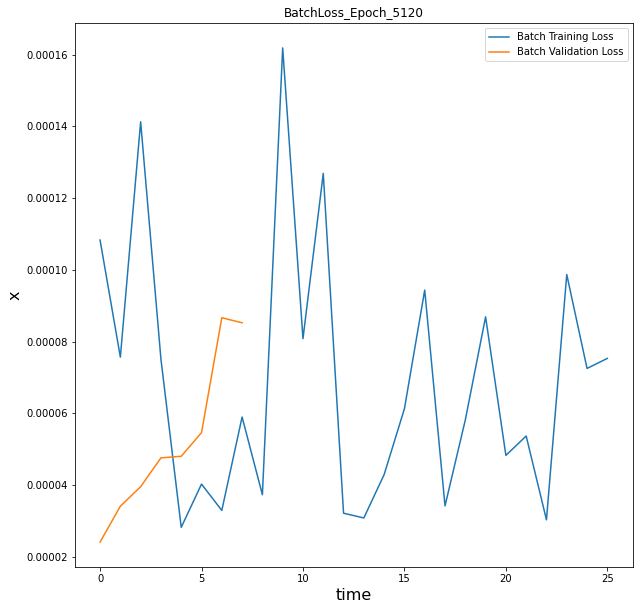 BatchLoss_Epoch_5120
Batch Training Loss
Batch Validation Loss
0.00016
0.00014
0.00012
0.00010
0.00008
0.00006
0.00004
0.00002
x
0 5 10 15 20 25
time